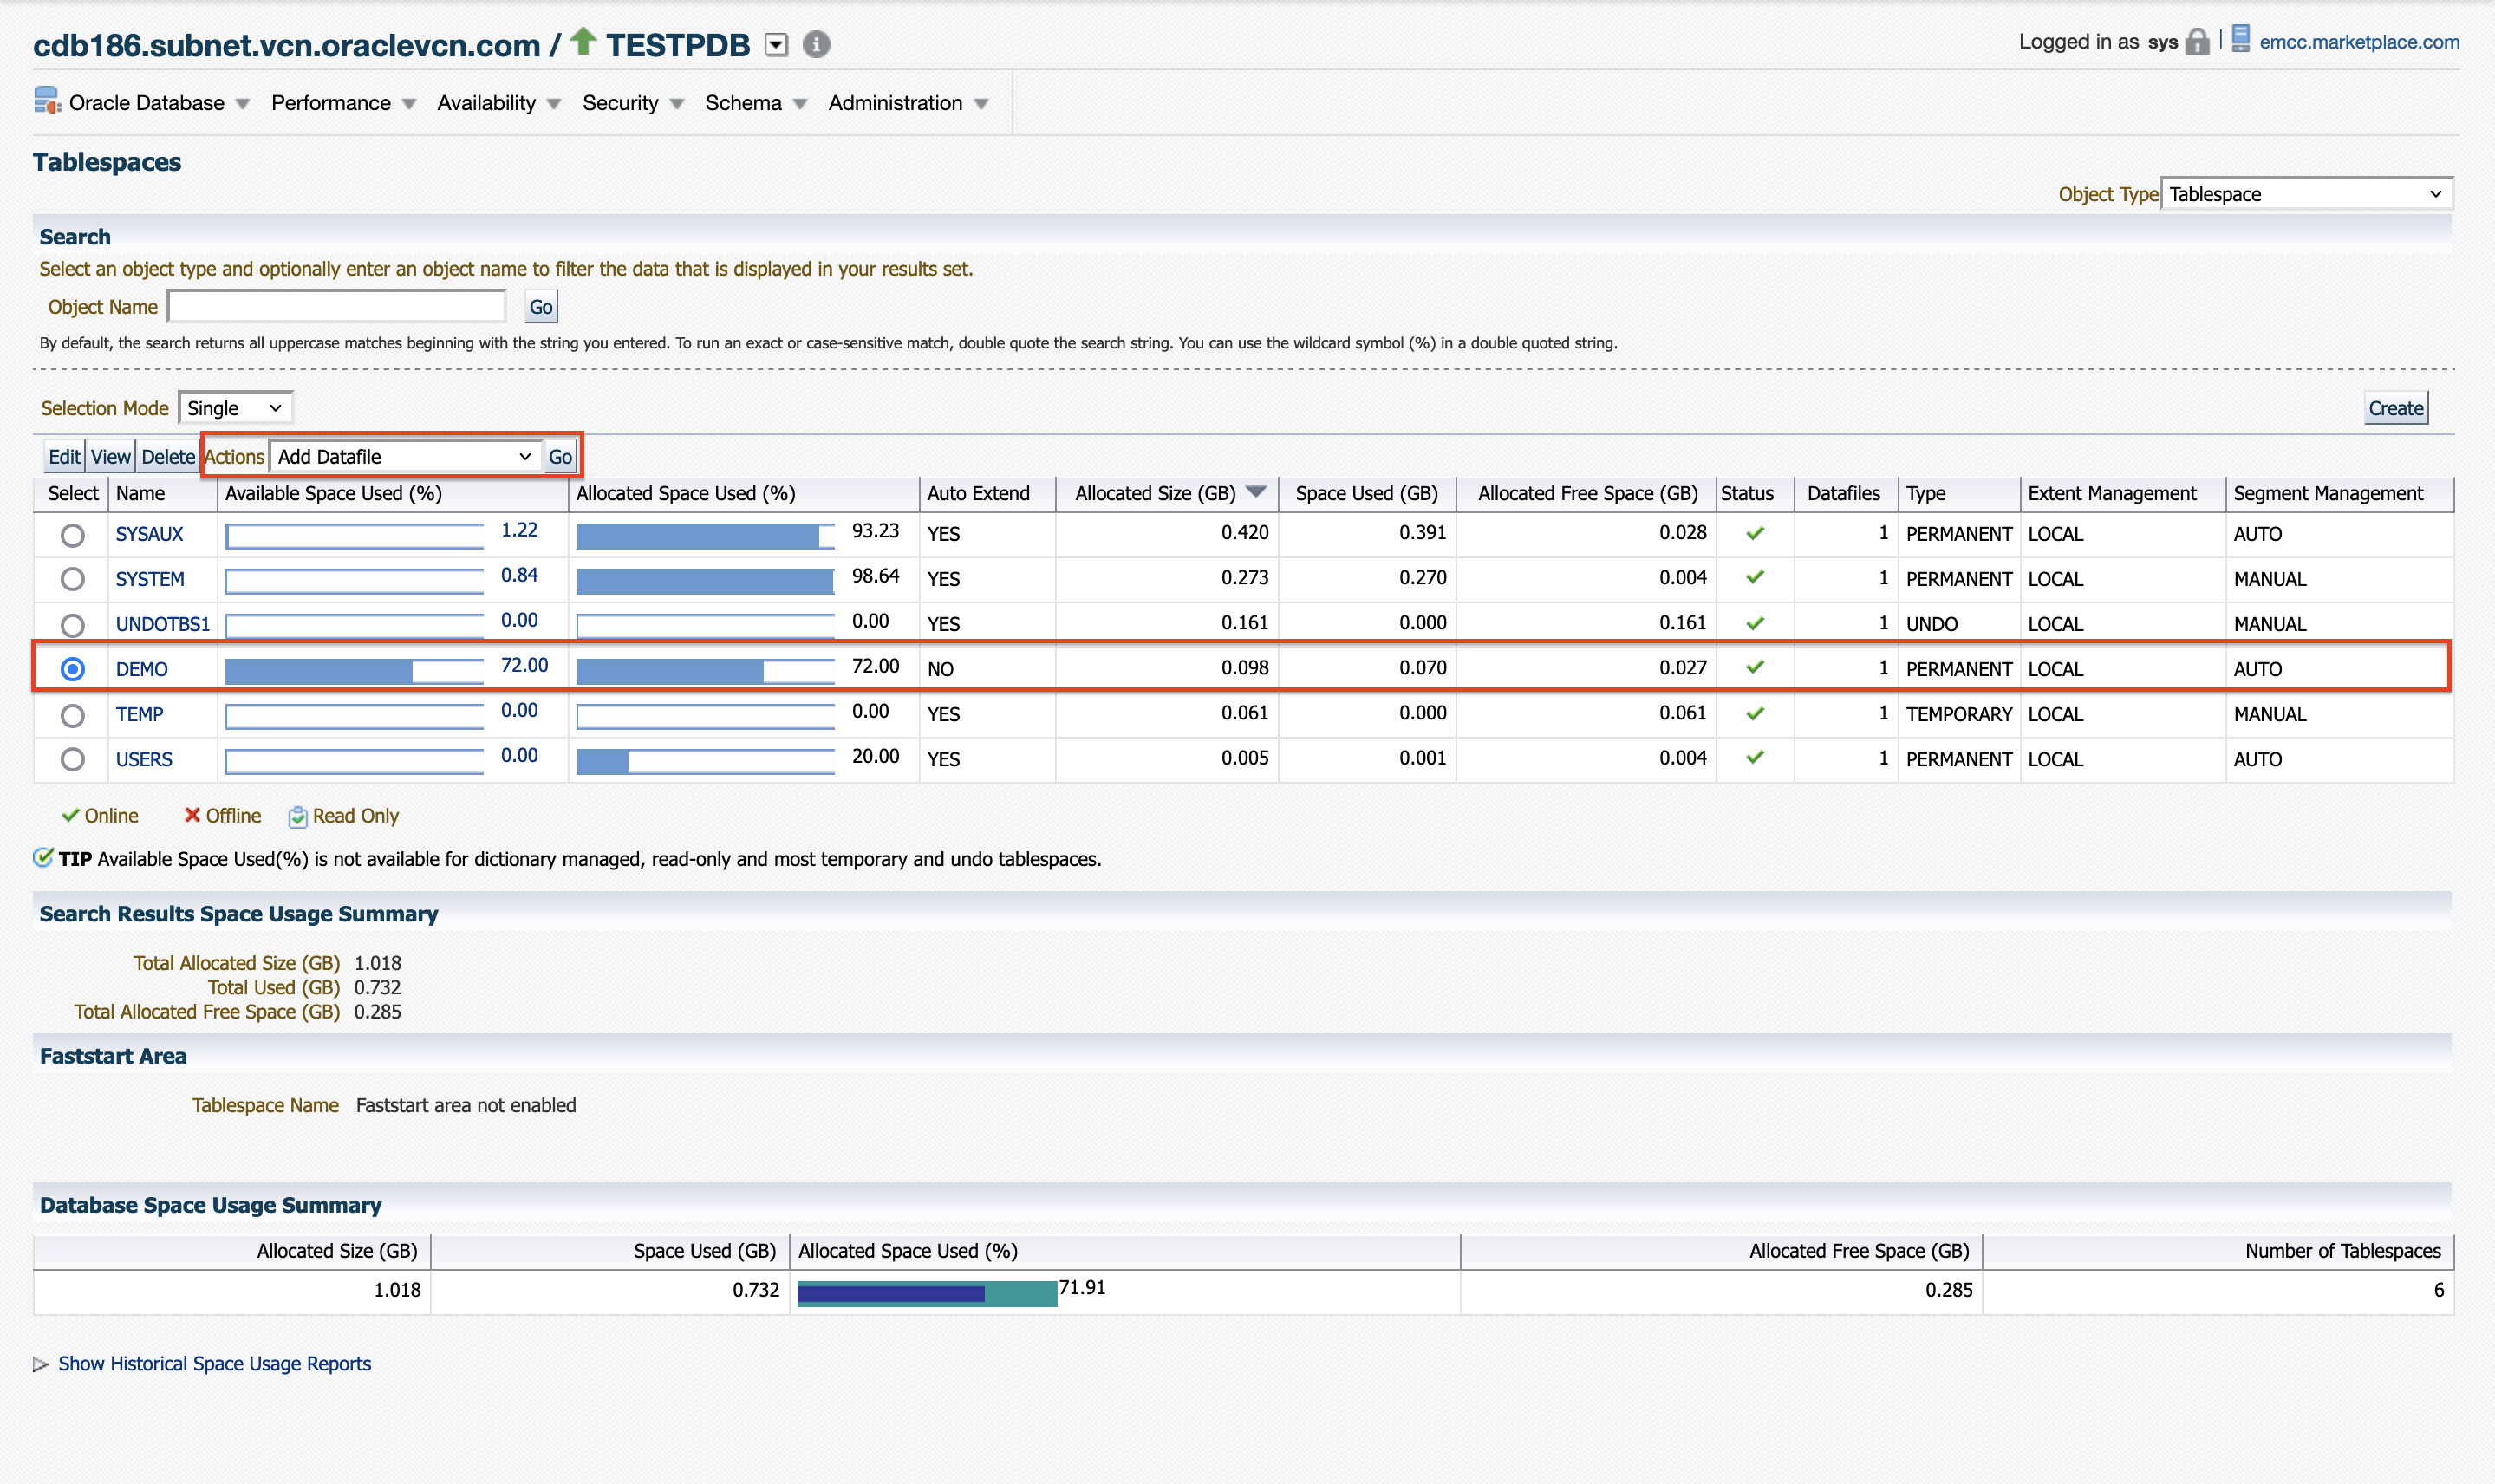 cdb186.subnet.vcn.oraclevcn.com / TESTPDB
Logged in as sys | emcc.marketplace.com
Oracle Database Performance Availability Security Schema Administration
Tablespaces
Object Type Tablespace
Search
Select an object type and optionally enter an object name to filter the data that is displayed in your results set.
Object Name Go
By default, the search returns all uppercase matches beginning with the string you entered. To run an exact or case-sensitive match, double quote the search string. You can use the wildcard symbol (%) in a double quoted string.
Selection Mode Single Create
Edit View Delete Actions Add Datafile Go
Select Name Available Space Used (%) Allocated Space Used (%) Auto Extend Allocated Size (GB) Space Used (GB) Allocated Free Space (GB) Status Datafiles Type Extent Management Segment Management
SYSAUX 1.22 93.23 YES 0.420 0.391 0.028 1 PERMANENT LOCAL AUTO
SYSTEM 0.84 98.64 YES 0.273 0.270 0.004 1 PERMANENT LOCAL MANUAL
UNDOTBS1 0.00 0.00 YES 0.161 0.000 0.161 1 UNDO LOCAL MANUAL
DEMO 72.00 72.00 NO 0.098 0.070 0.027 1 PERMANENT LOCAL AUTO
TEMP 0.00 0.00 YES 0.061 0.000 0.061 1 TEMPORARY LOCAL MANUAL
USERS 0.00 20.00 YES 0.005 0.001 0.004 1 PERMANENT LOCAL AUTO
Online Offline Read Only
TIP Available Space Used(%) is not available for dictionary managed, read-only and most temporary and undo tablespaces.
Search Results Space Usage Summary
Total Allocated Size (GB) 1.018
Total Used (GB) 0.732
Total Allocated Free Space (GB) 0.285
Faststart Area
Tablespace Name Faststart area not enabled
Database Space Usage Summary
Allocated Size (GB) Space Used (GB) Allocated Space Used (%) Allocated Free Space (GB) Number of Tablespaces
1.018 0.732 71.91 0.285 6
Show Historical Space Usage Reports